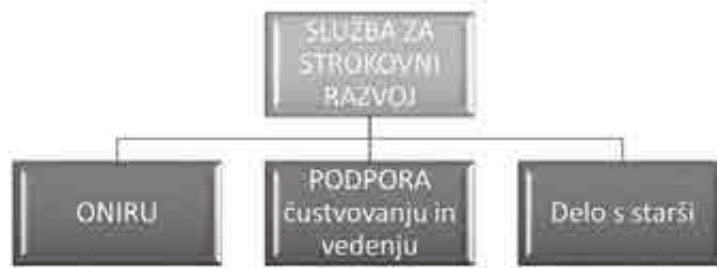 SLUŽBA ZA
STROKOVNI
RAZVOJ
ONIRU
PODPORA
čustvovanju in
vedenju
Delo s starši